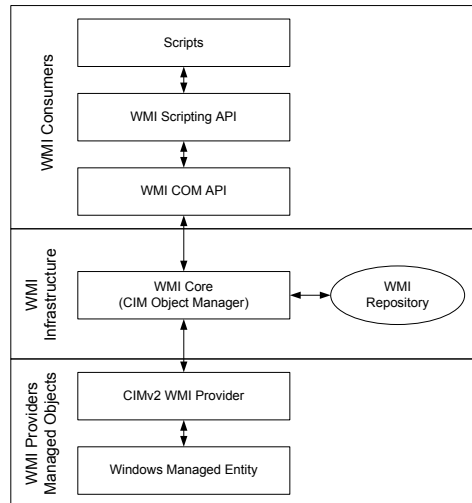 WMI Consumers
Scripts
WMI Scripting API
WMI COM API
WMI
Infrastructure
WMI Core
(CIM Object Manager)
WMI
Repository
WMI Providers
Managed Objects
CIMv2 WMI Provider
Windows Managed Entity